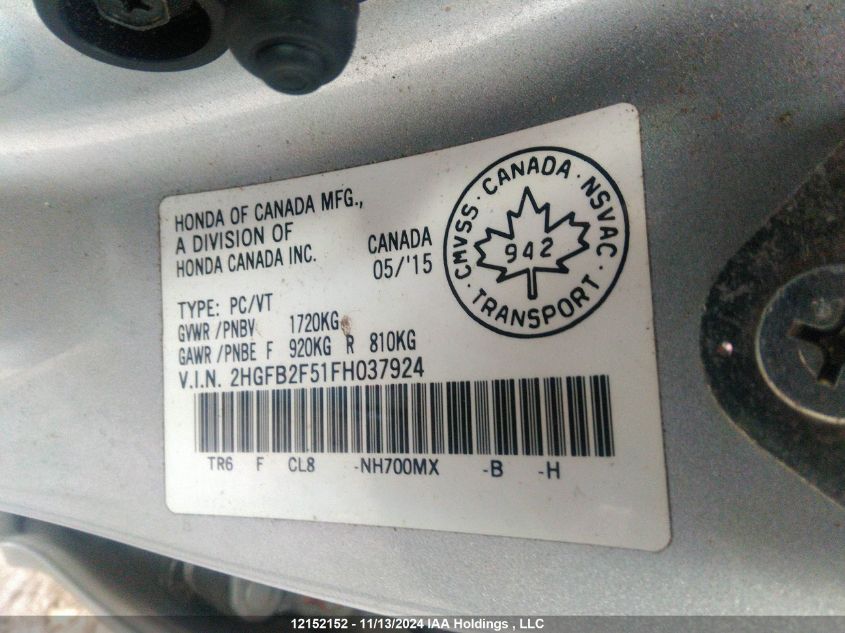 HONDA OF CANADA MFG.,
A DIVISION OF
HONDA CANADA INC.
CANADA
05/'15
CMVSS · CANADA · NSVAC · TRANSPORT ·
942
TYPE: PC/VT
GVWR /PNBV 1720KG
GAWR /PNBE F 920KG R 810KG
V.I.N. 2HGFB2F51FH037924
TR6 F CL8 -NH700MX -B -H
12152152 - 11/13/2024 IAA Holdings , LLC